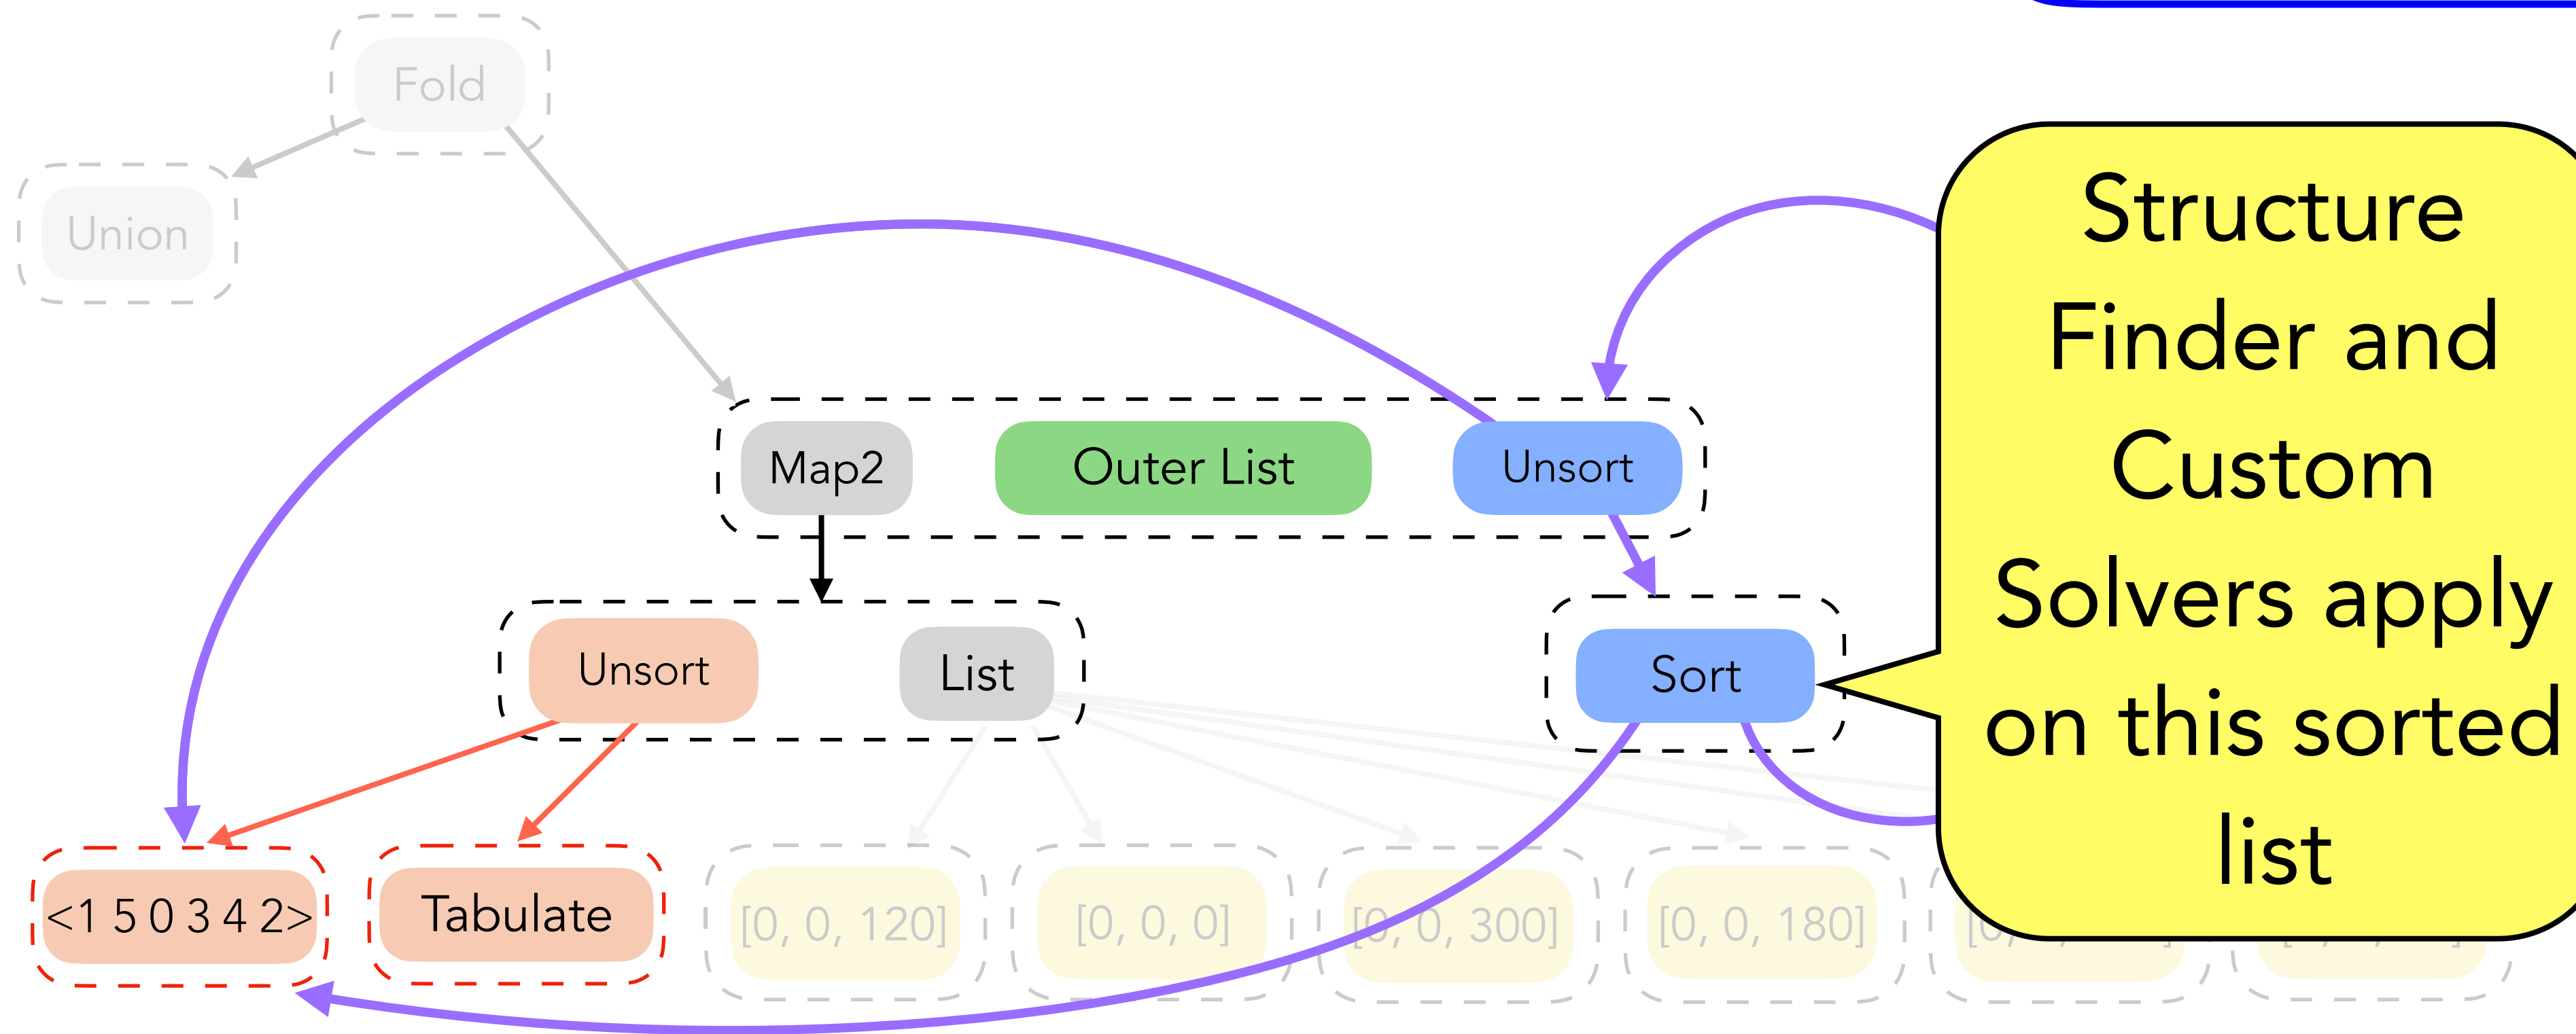 Fold
Union
Structure
Finder and
Custom
Solvers apply
on this sorted
list
Map2
Outer List
Unsort
Unsort
List
Sort
<1 5 0 3 4 2>
Tabulate
[0, 0, 120]
[0, 0, 0]
[0, 0, 300]
[0, 0, 180]